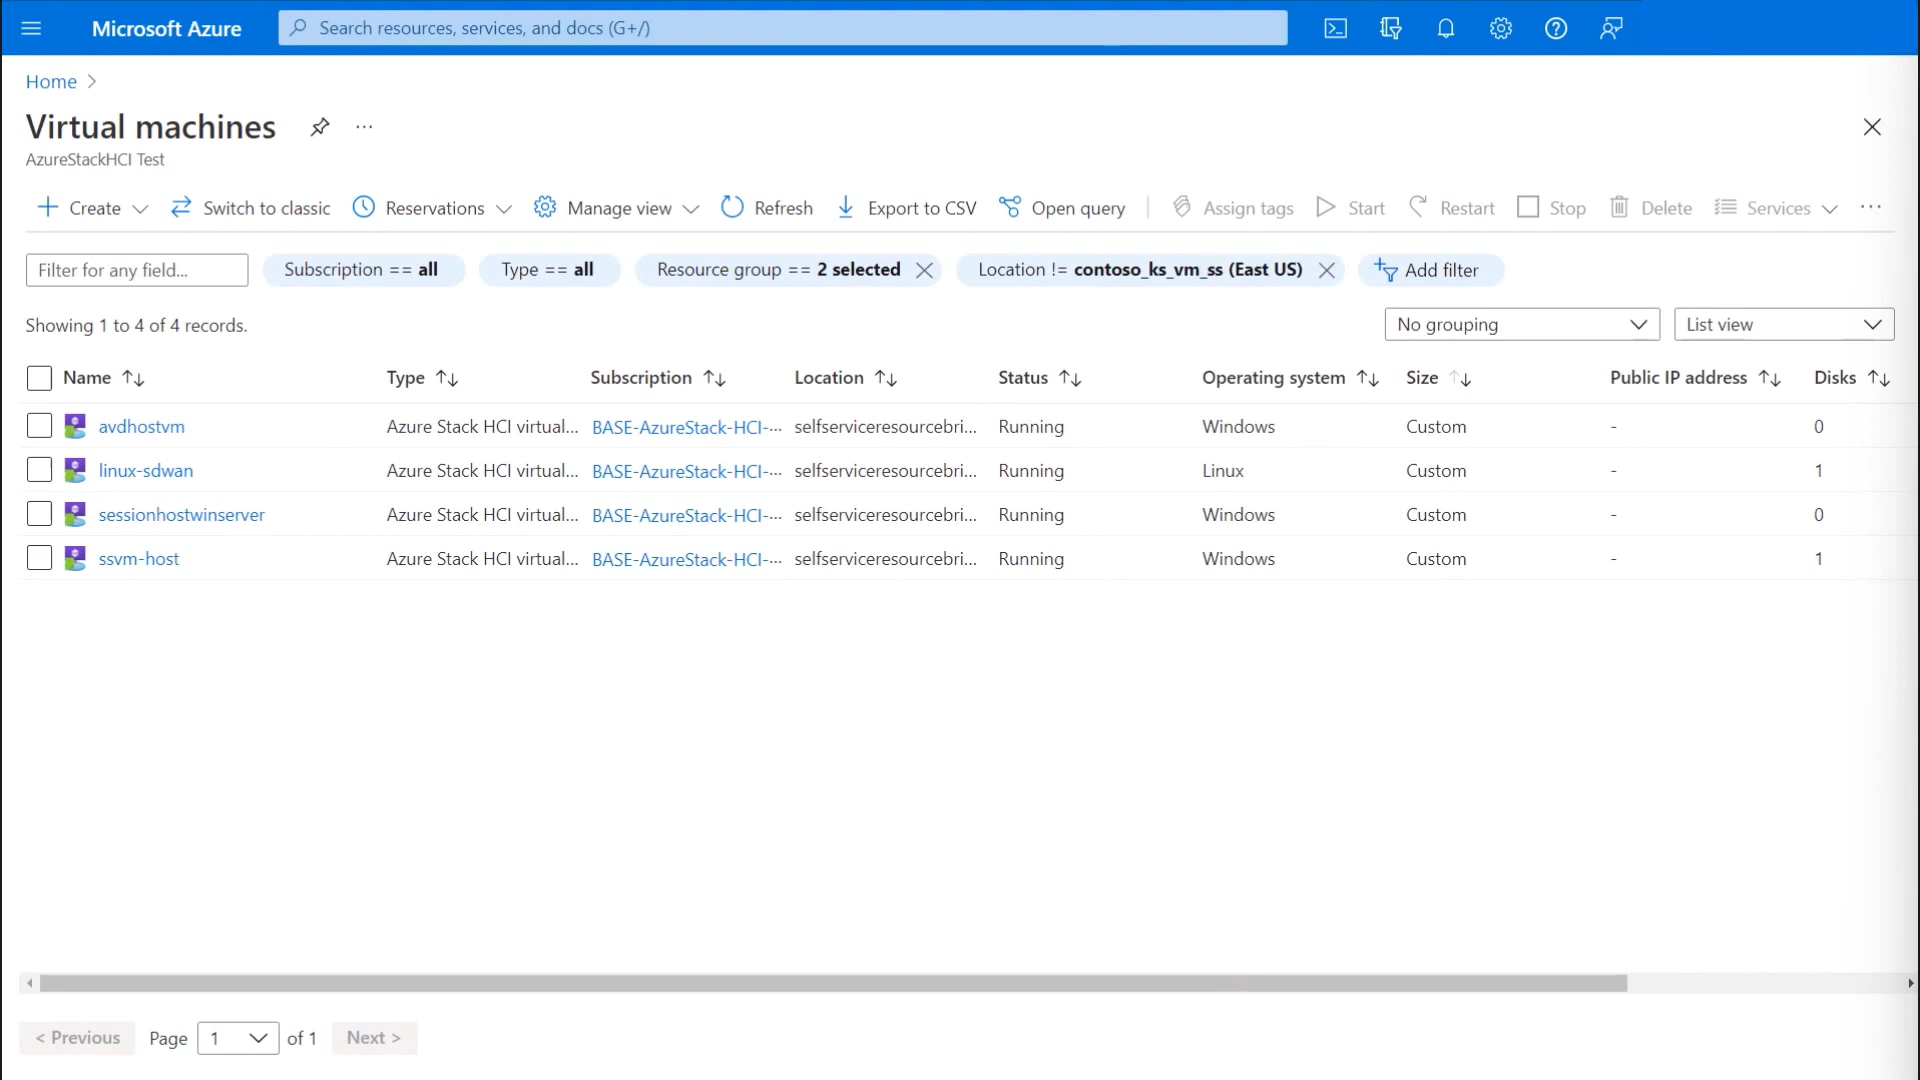 Microsoft Azure
Search resources, services, and docs (G+/)
Home
Virtual machines ...
AzureStackHCI Test
Create
Switch to classic
Reservations
Manage view
Refresh
Export to CSV
Open query
Assign tags
Start
Restart
Stop
Delete
Services
...
Filter for any field...
Subscription == all
Type == all
Resource group == 2 selected
Location != contoso_ks_vm_ss (East US)
Add filter
Showing 1 to 4 of 4 records.
No grouping
List view
Name Type Subscription Location Status Operating system Size Public IP address Disks
avdhostvm Azure Stack HCI virtual... BASE-AzureStack-HCI-... selfserviceresourcebri... Running Windows Custom - 0
linux-sdwan Azure Stack HCI virtual... BASE-AzureStack-HCI-... selfserviceresourcebri... Running Linux Custom - 1
sessionhostwinserver Azure Stack HCI virtual... BASE-AzureStack-HCI-... selfserviceresourcebri... Running Windows Custom - 0
ssvm-host Azure Stack HCI virtual... BASE-AzureStack-HCI-... selfserviceresourcebri... Running Windows Custom - 1
< Previous Page 1 of 1 Next >